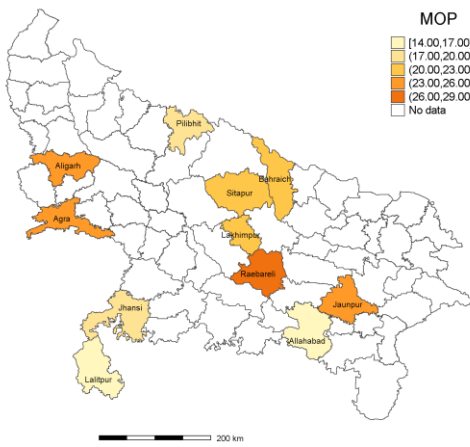 MOP
[14.00,17.00
(17.00,20.00
(20.00,23.00
(23.00,26.00
(26.00,29.00
No data
Pilibhit
Aligarh
Bahraich
Sitapur
Agra
Lakhimpur
Raebareli
Jhansi
Jaunpur
Allahabad
Lalitpur
200 km